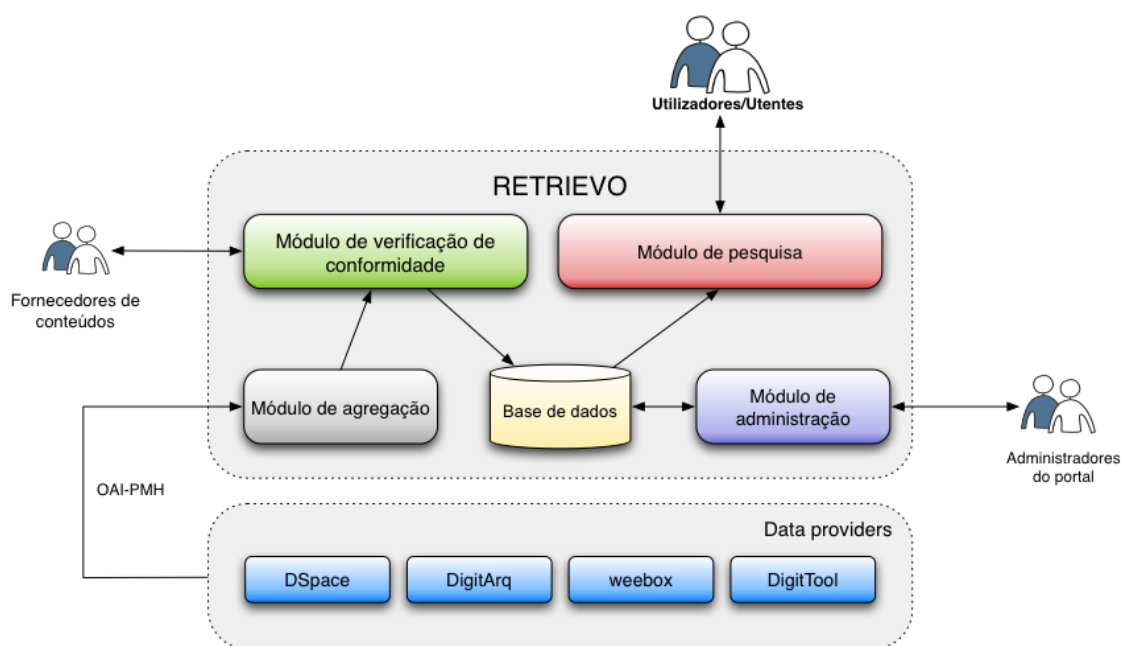 Utilizadores/Utentes
RETRIEVO
Módulo de verificação de
conformidade
Módulo de pesquisa
Fornecedores de
conteúdos
Módulo de agregação
Base de dados
Módulo de
administração
Administradores
do portal
OAI-PMH
Data providers
DSpace
DigitArq
weebox
DigitTool